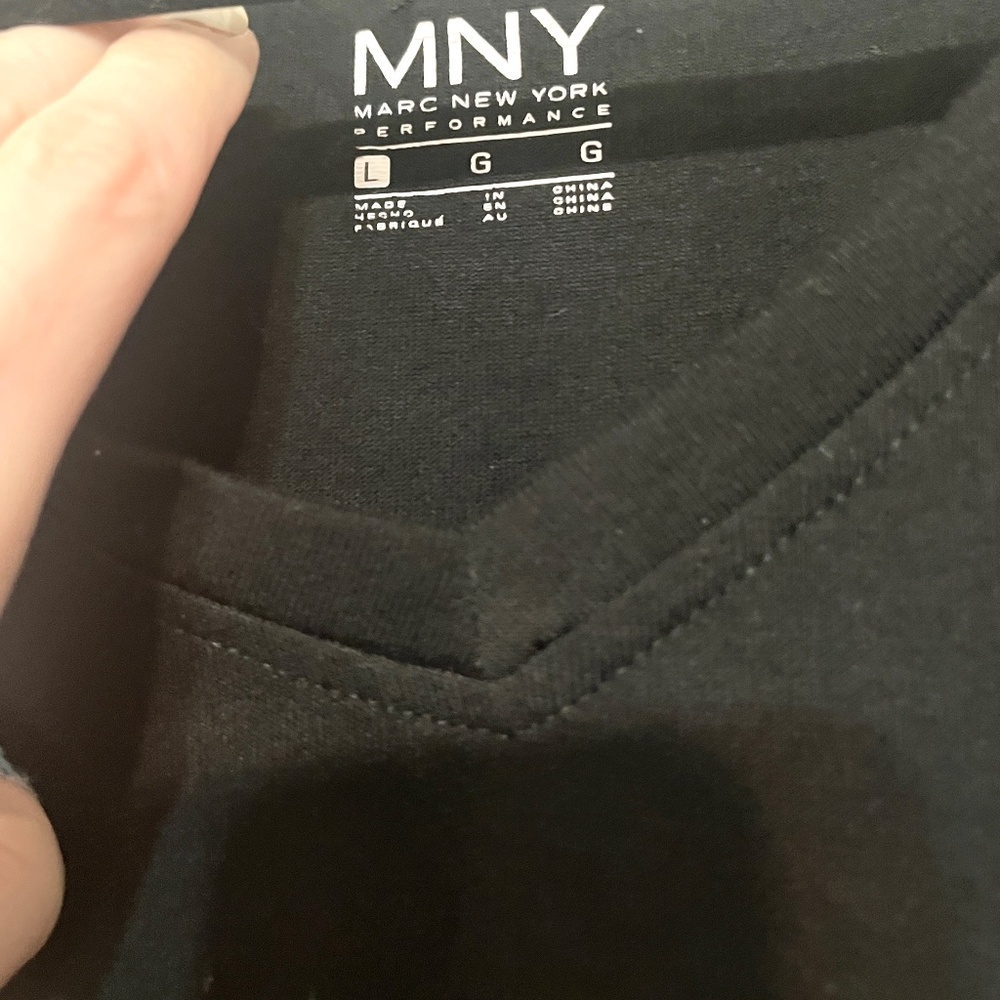 MNY
MARC NEW YORK
PERFORMANCE
L G G
MADE IN CHINA
HECHO EN CHINA
FABRIQUÉ AU CHINE